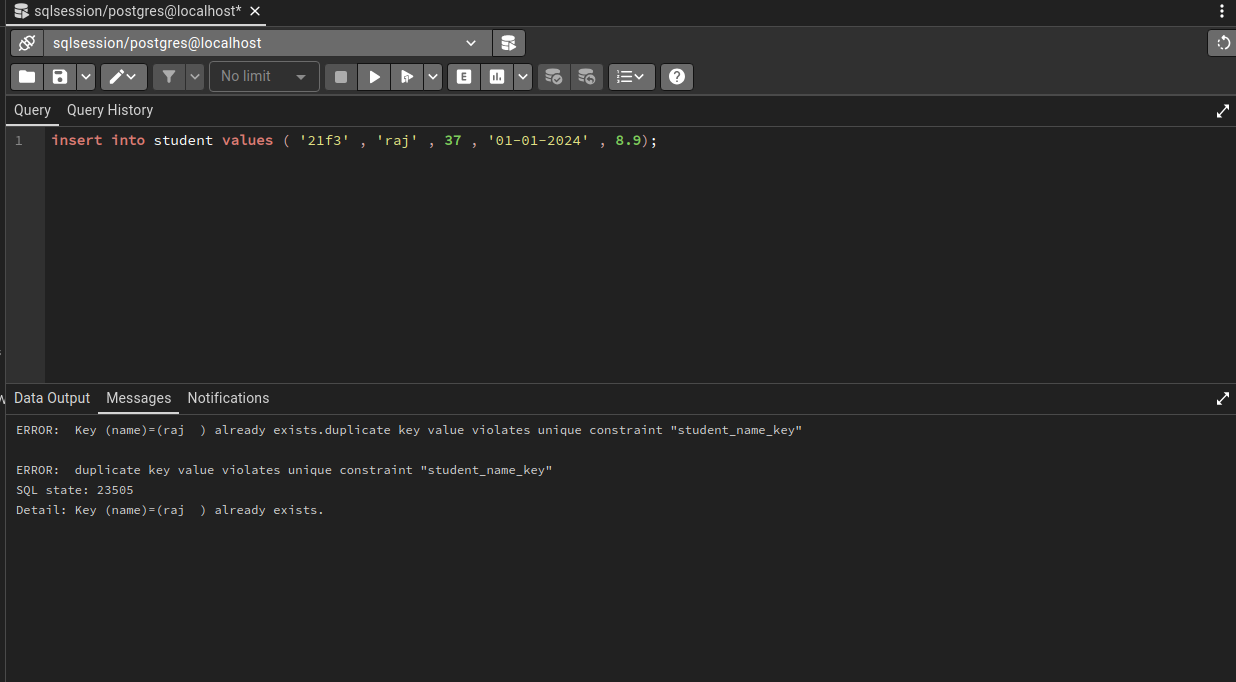 sqlsession/postgres@localhost*
sqlsession/postgres@localhost
No limit
E
Query Query History
1 insert into student values ( '21f3' , 'raj' , 37 , '01-01-2024' , 8.9);
Data Output Messages Notifications
ERROR:  Key (name)=(raj  ) already exists.duplicate key value violates unique constraint "student_name_key"
ERROR:  duplicate key value violates unique constraint "student_name_key"
SQL state: 23505
Detail: Key (name)=(raj  ) already exists.